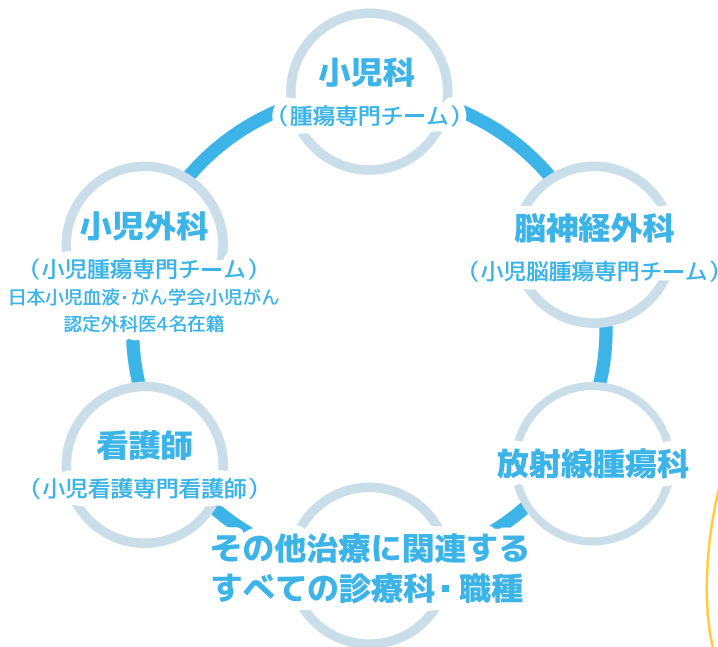 小児科
（腫瘍専門チーム）
脳神経外科
（小児脳腫瘍専門チーム）
小児外科
（小児腫瘍専門チーム）
日本小児血液・がん学会小児がん
認定外科医4名在籍
看護師
（小児看護専門看護師）
放射線腫瘍科
その他治療に関連する
すべての診療科・職種